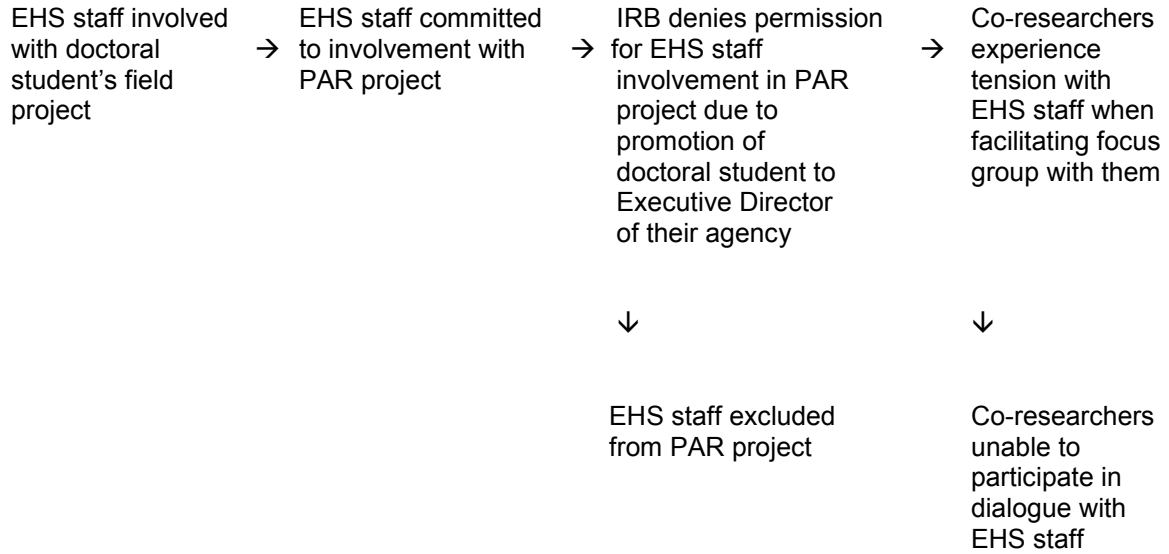 EHS staff involved
with doctoral
student's field
project
→
EHS staff committed
to involvement with
PAR project
→
IRB denies permission
for EHS staff
involvement in PAR
project due to
promotion of
doctoral student to
Executive Director
of their agency
→
Co-researchers
experience
tension with
EHS staff when
facilitating focus
group with them
↓
↓
EHS staff excluded
from PAR project
Co-researchers
unable to
participate in
dialogue with
EHS staff